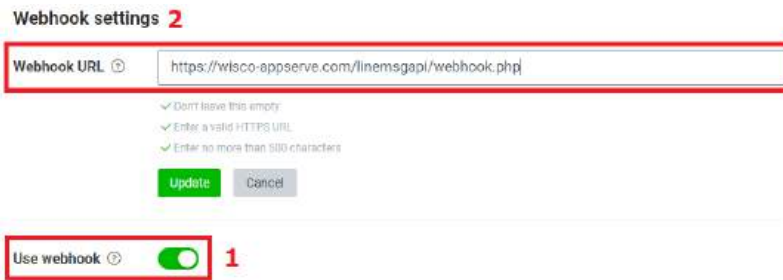 Webhook settings 2
Webhook URL ? https://wisco-appserve.com/linemsgapi/webhook.php
✓ Don't leave this empty
✓ Enter a valid HTTPS URL
✓ Enter no more than 500 characters
Update Cancel
Use webhook ? 1